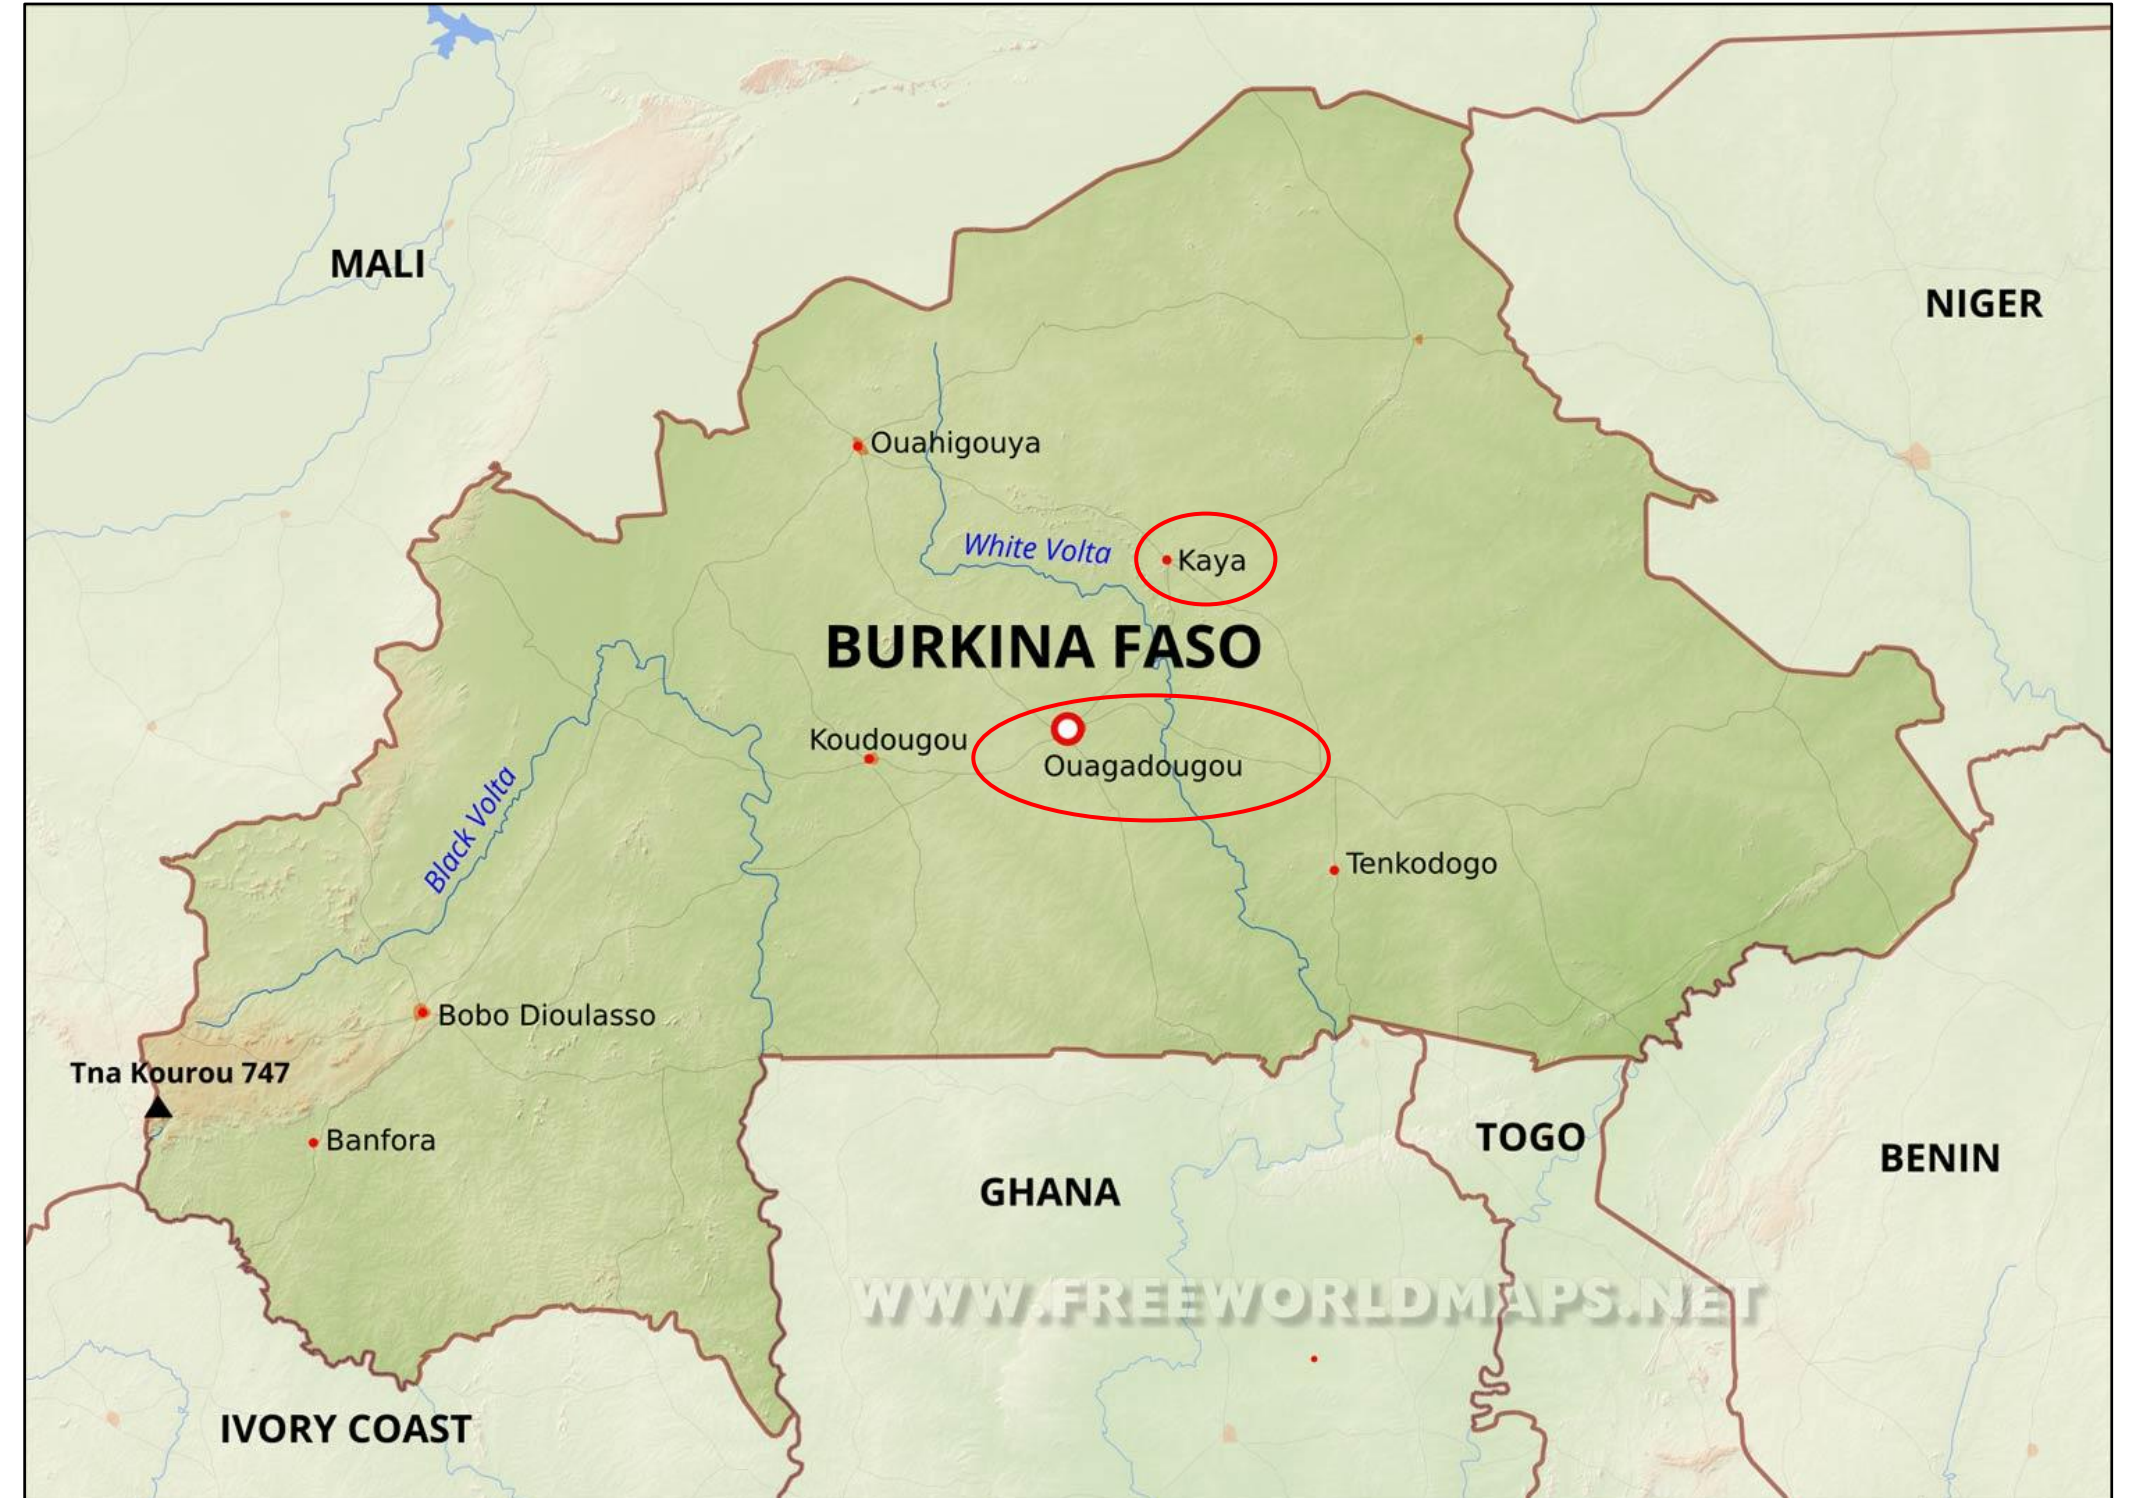 MALI
NIGER
Ouahigouya
White Volta
Kaya
BURKINA FASO
Koudougou
Ouagadougou
Black Volta
Tenkodogo
Bobo Dioulasso
Tna Kourou 747
Banfora
TOGO
BENIN
GHANA
WWW.FREEWORLDMAPS.NET
IVORY COAST